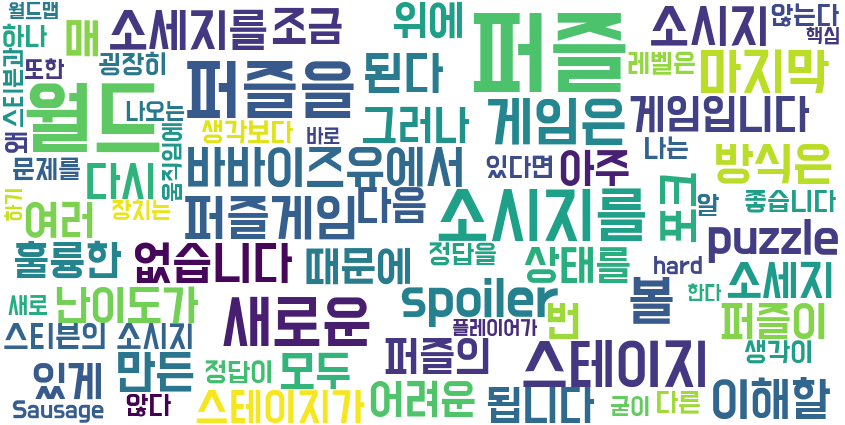 월드맵
하나
매
소세지를
조금
위에
소시지
않는다
핵심
스티븐과
또한
굉장히
된다
퍼즐
레벨은
마지막
왜
월드
나오는
퍼즐을
그러나
게임은
게임입니다
문제를
움직임에는
생각보다
바로
바바이즈유에서
있다면
아주
나는
방식은
하기
여러
다시
장치는
퍼즐게임
다음
소시지를
포크
알
좋습니다
훌륭한
없습니다
때문에
정답을
상태를
hard
puzzle
소세지
새로
난이도가
새로운
spoiler
볼
한다
스티븐의
소시지
플레이어가
번
퍼즐이
있게
만든
정답이
모두
퍼즐의
스테이지
생각이
Sausage
않다
스테이지가
어려운
됩니다
굳이
다른
이해할